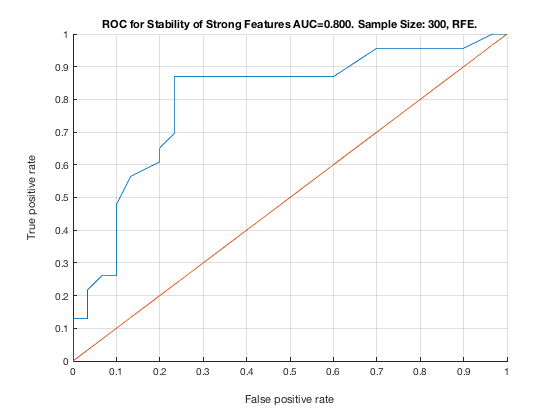 ROC for Stability of Strong Features AUC=0.800. Sample Size: 300, RFE.
1
0.9
0.8
0.7
0.6
0.5
0.4
0.3
0.2
0.1
0
True positive rate
0 0.1 0.2 0.3 0.4 0.5 0.6 0.7 0.8 0.9 1
False positive rate